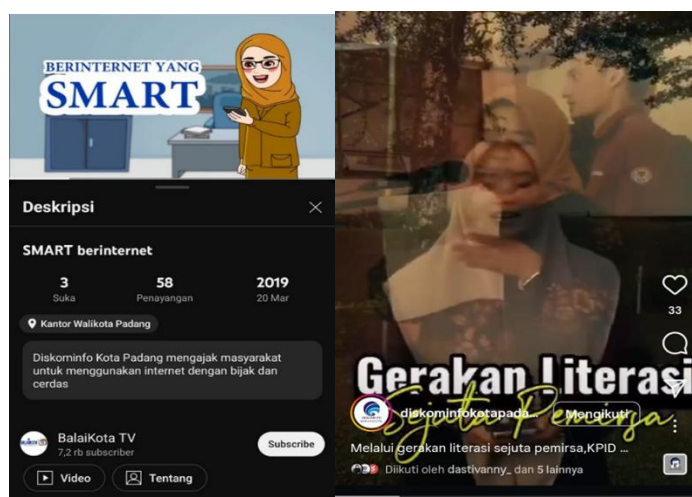 BERINTERNET YANG
SMART
Deskripsi
SMART berinternet
3
Suka
58
Penayangan
2019
20 Mar
Kantor Walikota Padang
Diskominfo Kota Padang mengajak masyarakat
untuk menggunakan internet dengan bijak dan
cerdas
BalaiKota TV
7,2 rb subscriber
Subscribe
Video
Tentang
33
Gerakan Literasi
Sejuta Pemirsa
diskominfokotapada...
Mengikuti
Melalui gerakan literasi sejuta pemirsa,KPID ...
Diikuti oleh dastivanny_ dan 5 lainnya